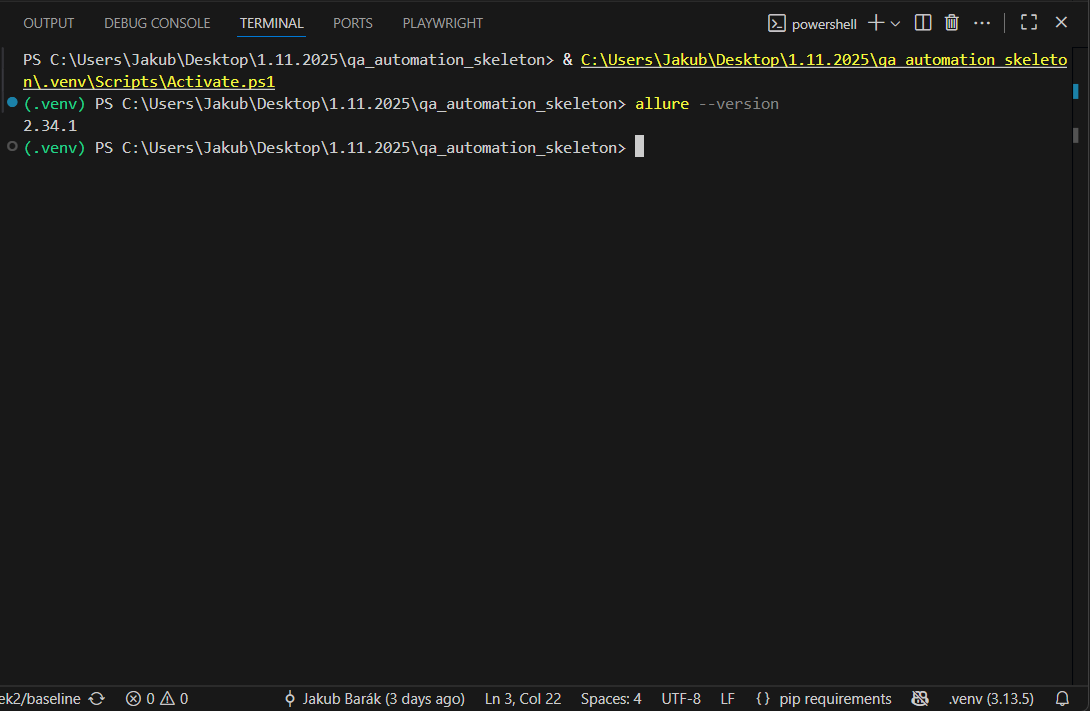 OUTPUT DEBUG CONSOLE TERMINAL PORTS PLAYWRIGHT powershell
PS C:\Users\Jakub\Desktop\1.11.2025\qa_automation_skeleton> & C:\Users\Jakub\Desktop\1.11.2025\qa_automation_skeleto
n\.venv\Scripts\Activate.ps1
(.venv) PS C:\Users\Jakub\Desktop\1.11.2025\qa_automation_skeleton> allure --version
2.34.1
(.venv) PS C:\Users\Jakub\Desktop\1.11.2025\qa_automation_skeleton>
ek2/baseline 0 0 Jakub Barák (3 days ago) Ln 3, Col 22 Spaces: 4 UTF-8 LF {} pip requirements .venv (3.13.5)